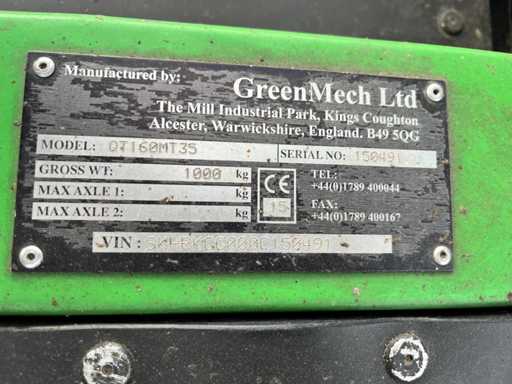 Manufactured by:
GreenMech Ltd
The Mill Industrial Park, Kings Coughton
Alcester, Warwickshire, England. B49 5QG
MODEL: QT160MT35 SERIAL NO: 150491
GROSS WT: 1000 kg
MAX AXLE 1: kg
MAX AXLE 2: kg
CE
15
TEL:
+44(0)1789 400044
FAX:
+44(0)1789 400167
VIN: